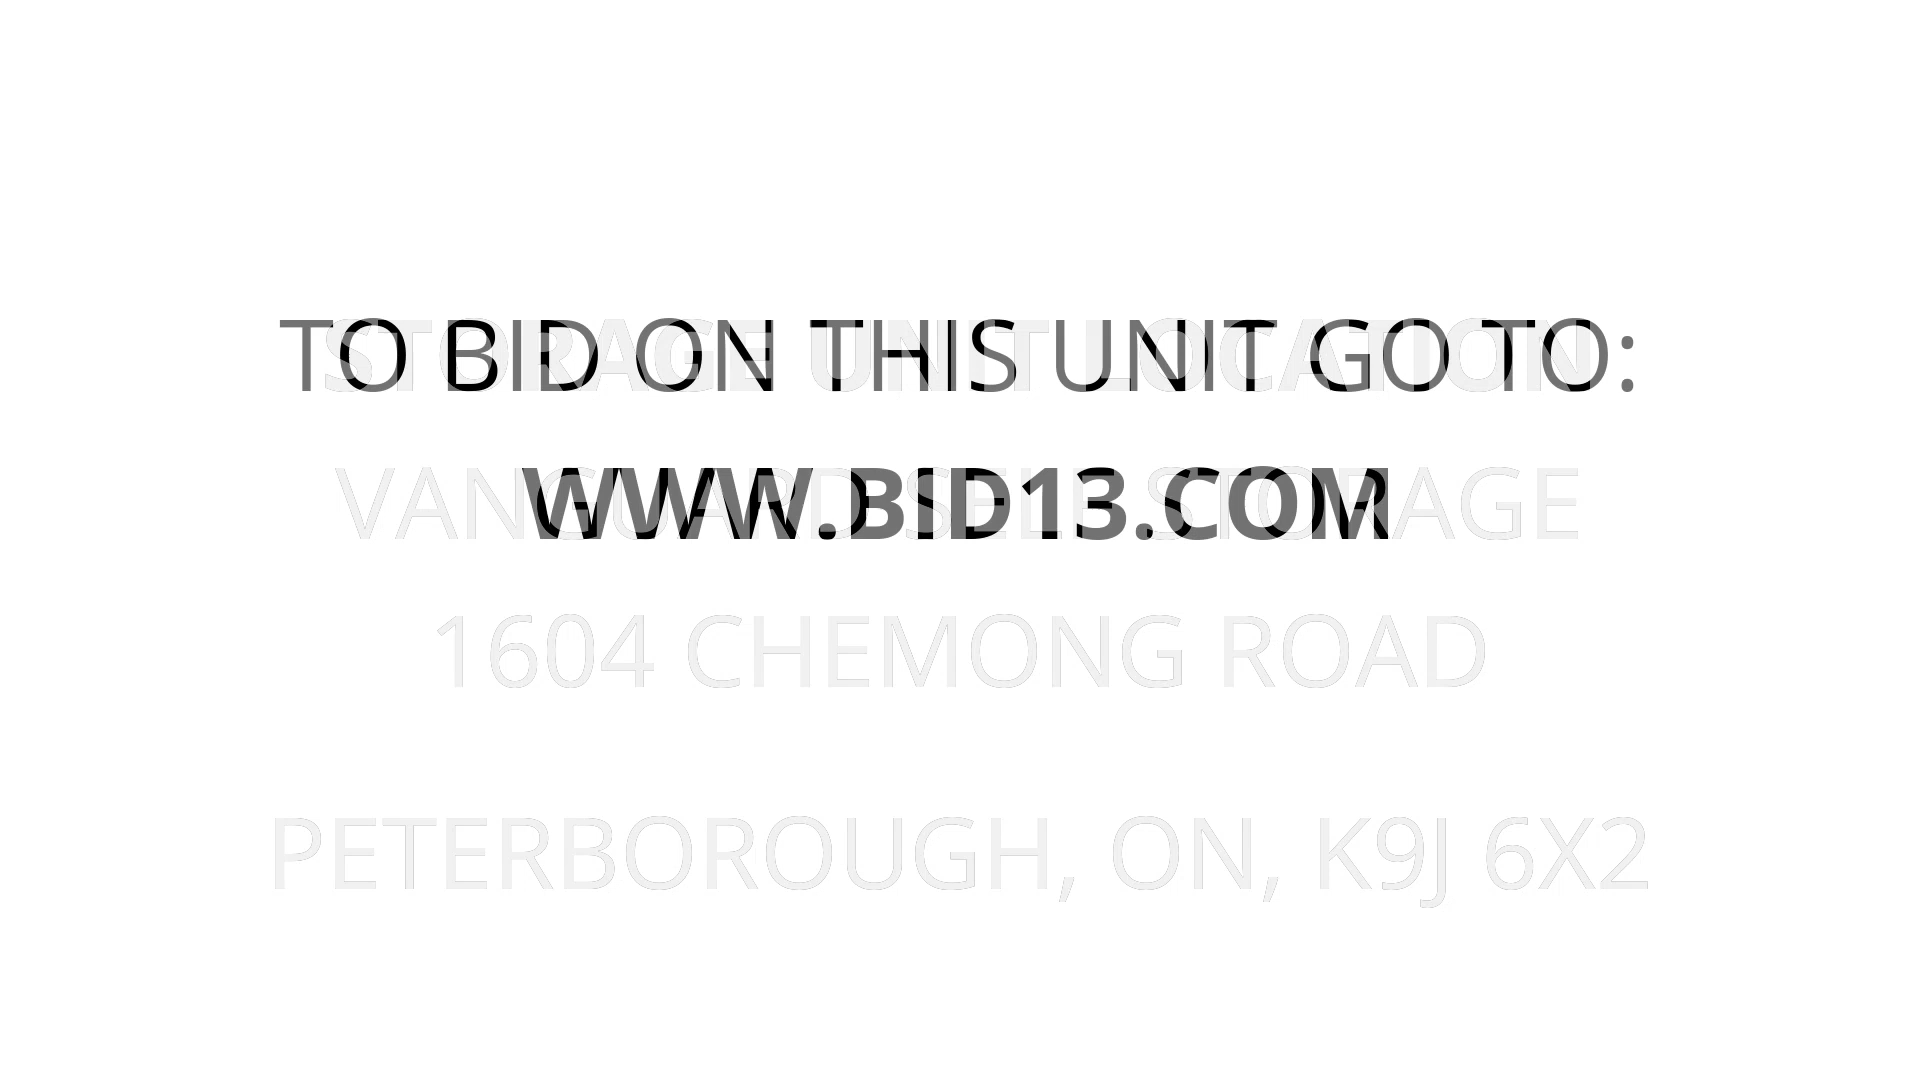 TO BID ON THIS UNIT GO TO:
WWW.BID13.COM
STORAGE UNIT LOCATION
VANGUARD SELF STORAGE
1604 CHEMONG ROAD
PETERBOROUGH, ON, K9J 6X2